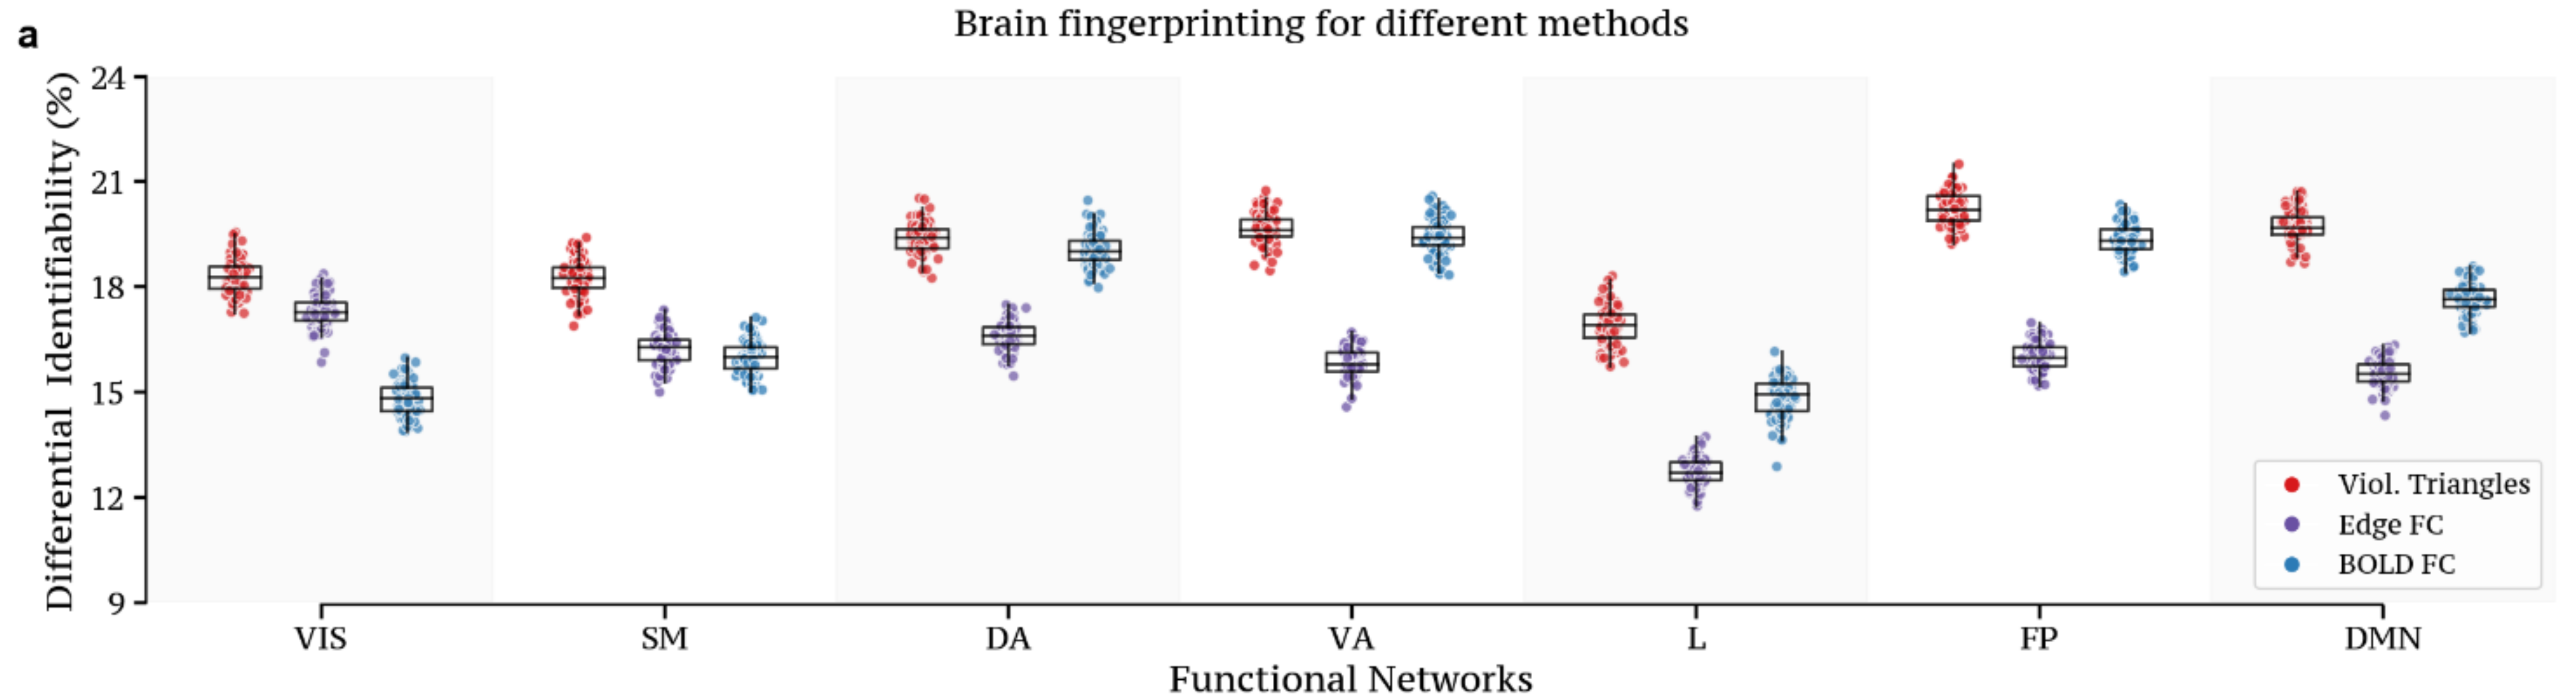 a
Brain fingerprinting for different methods
Differential Identifiability (%)
24
21
18
15
12
9
VIS SM DA VA L FP DMN
Functional Networks
Viol. Triangles
Edge FC
BOLD FC